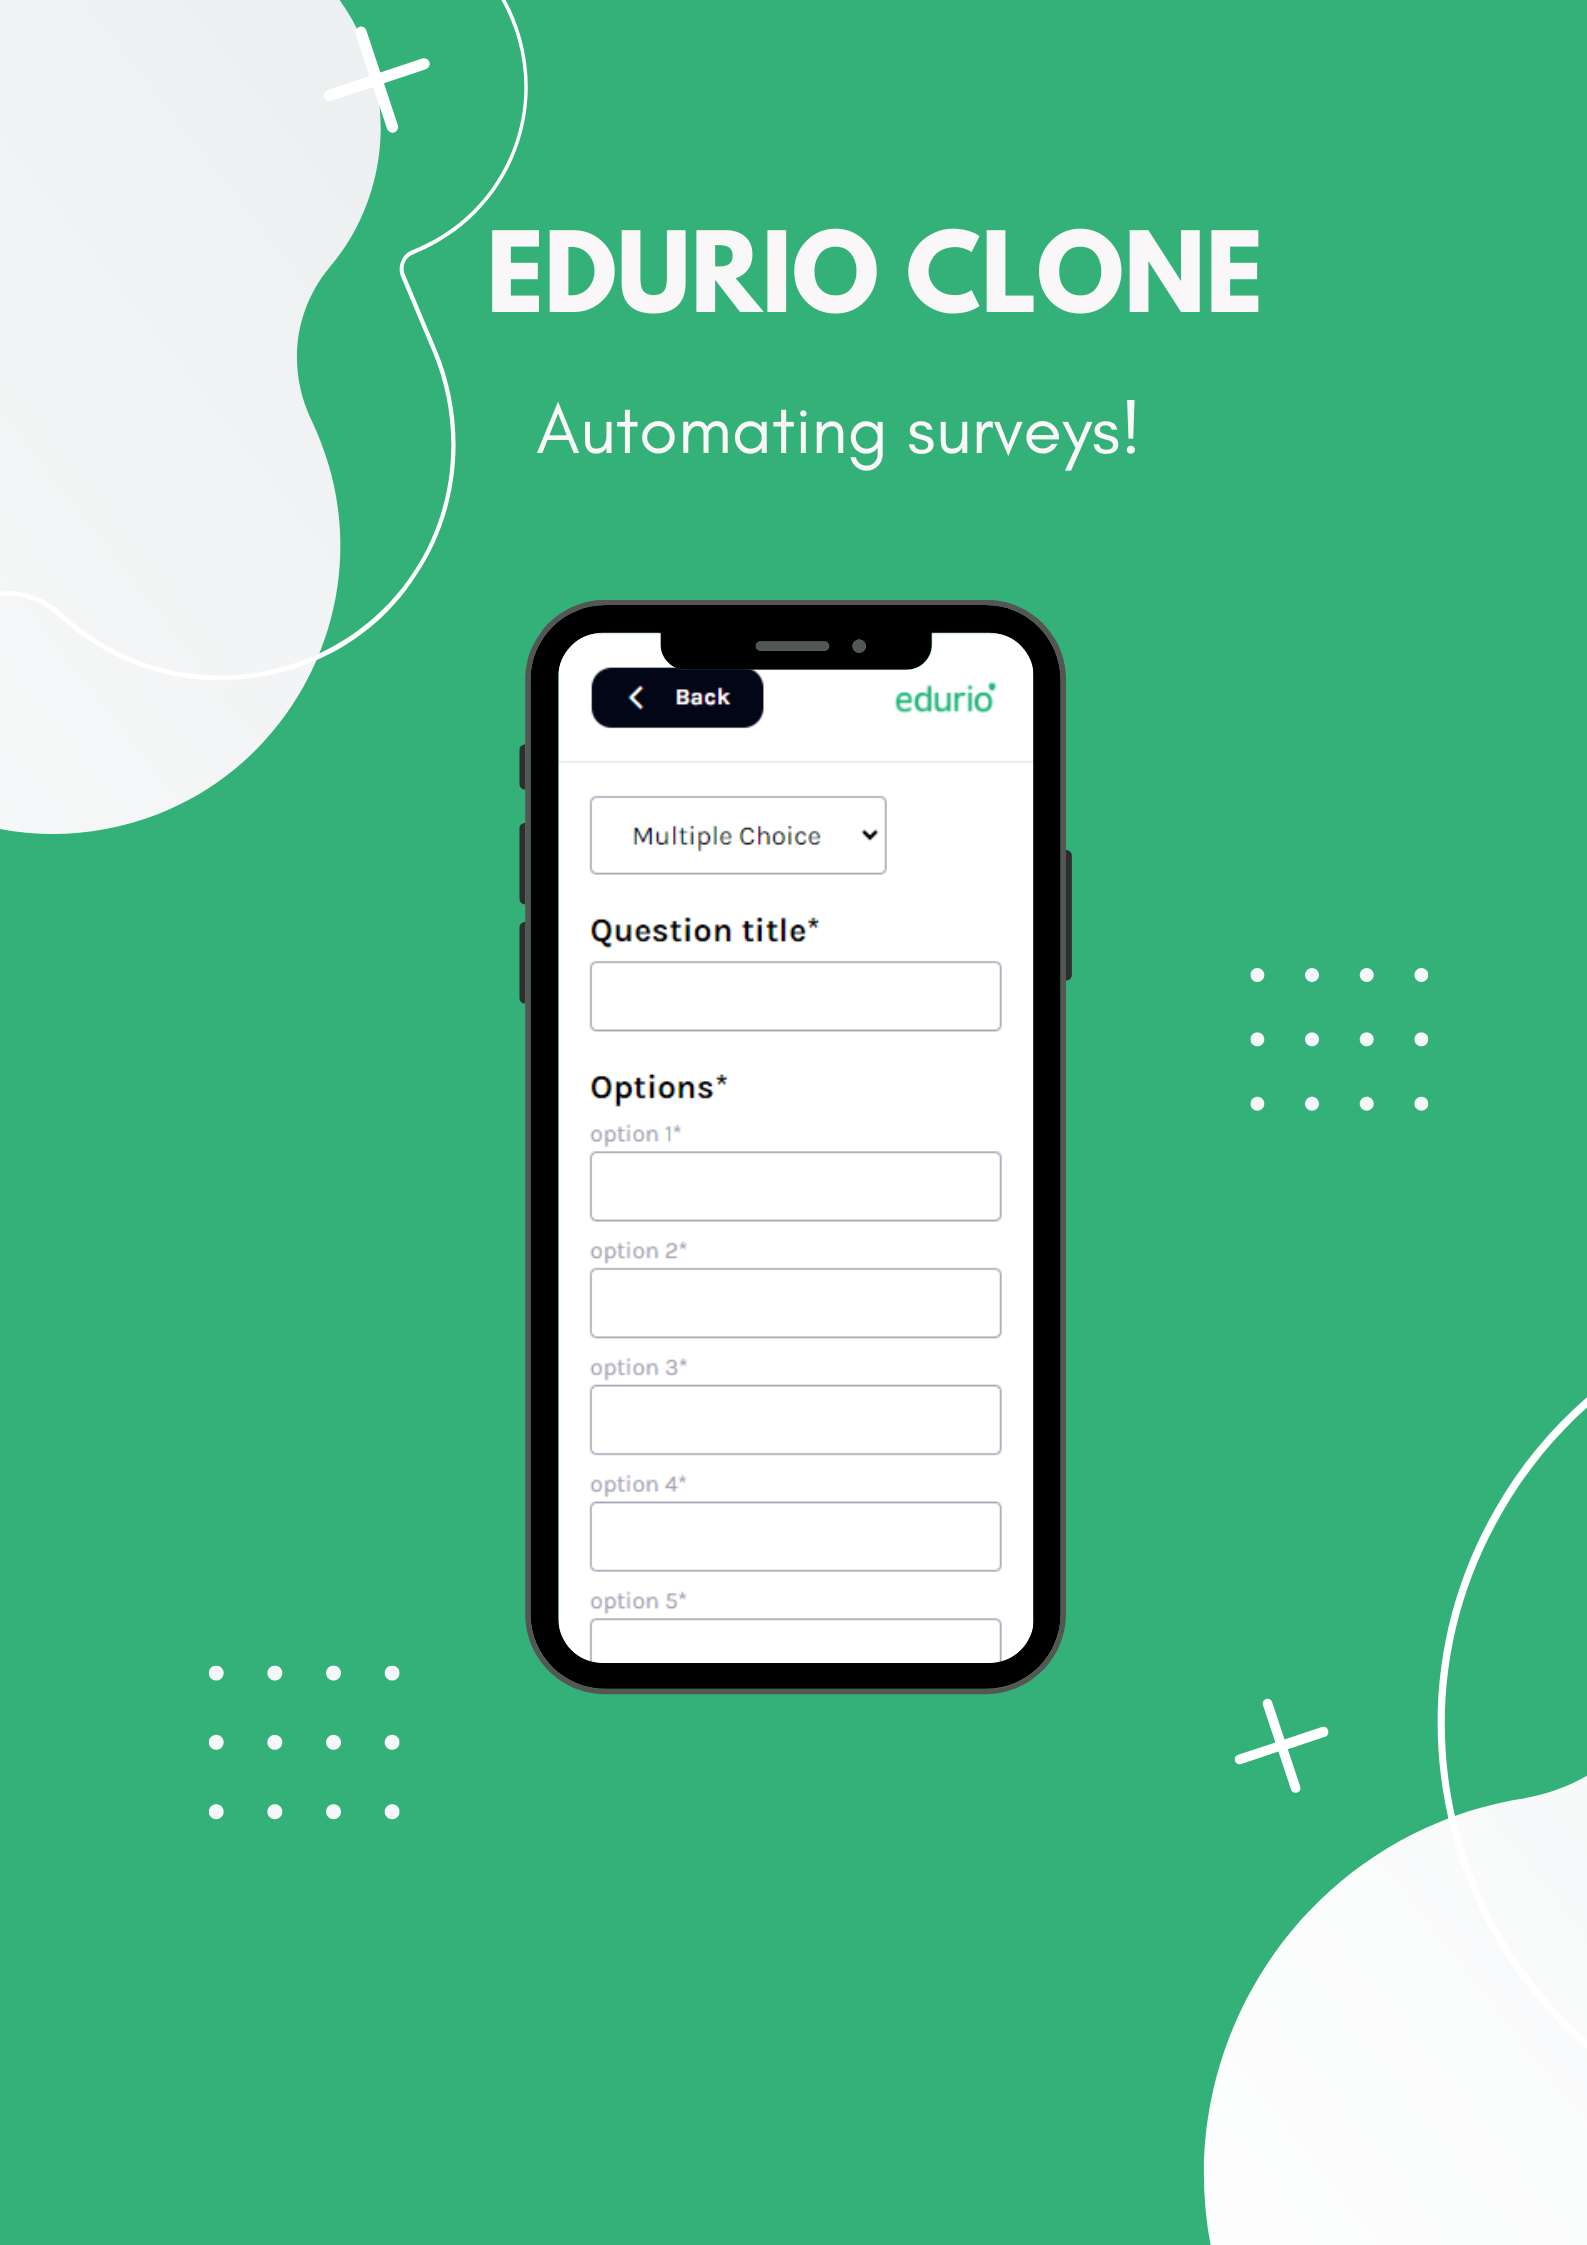 EDURIO CLONE
Automating surveys!
Back
edurio
Multiple Choice
Question title*
Options*
option 1*
option 2*
option 3*
option 4*
option 5*